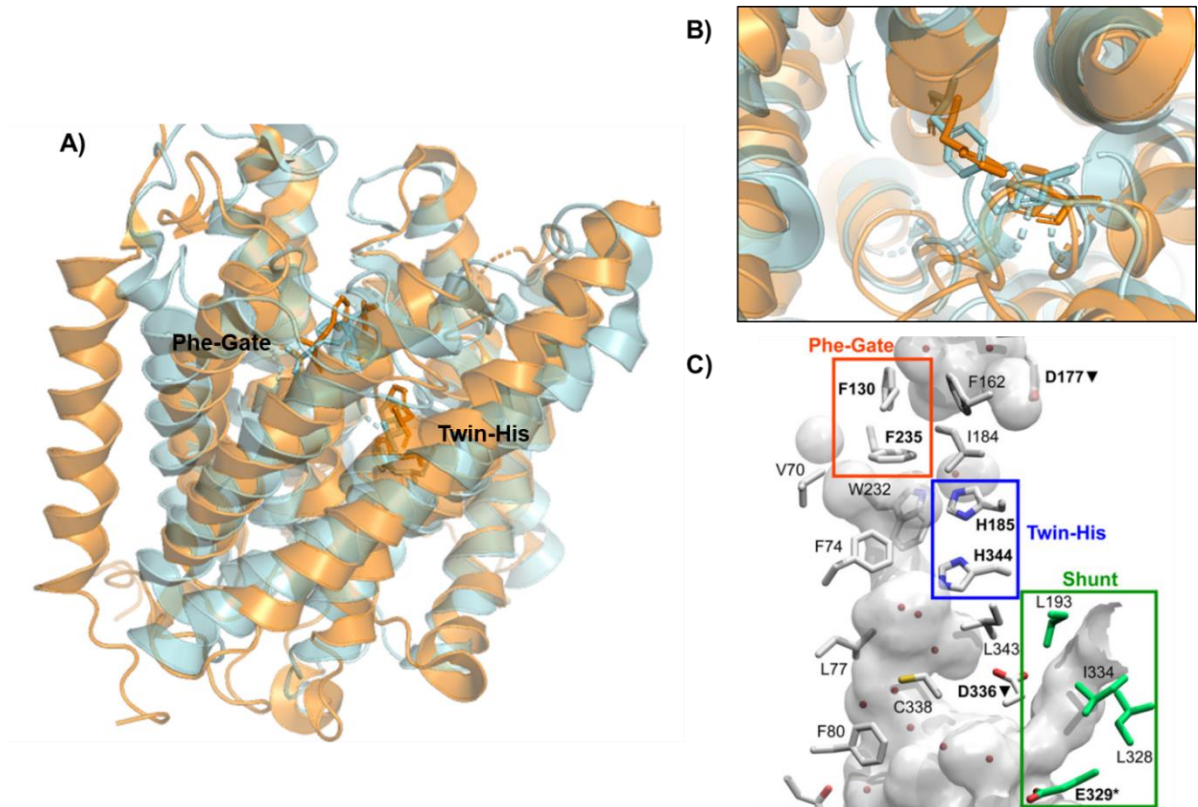 A)
Phe-Gate
Twin-His
B)
C)
Phe-Gate
F130
F162
D177▼
F235
I184
V70
W232
H185
Twin-His
F74
H344
Shunt
L193
L343
L77
I334
D336▼
C338
F80
L328
E329*